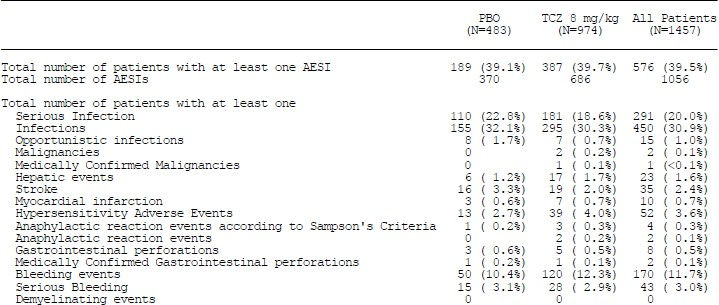 PBO TCZ 8 mg/kg All Patients
(N=483) (N=974) (N=1457)
Total number of patients with at least one AESI 189 (39.1%) 387 (39.7%) 576 (39.5%)
Total number of AESIs 370 686 1056
Total number of patients with at least one
Serious Infection 110 (22.8%) 181 (18.6%) 291 (20.0%)
Infections 155 (32.1%) 295 (30.3%) 450 (30.9%)
Opportunistic infections 8 ( 1.7%) 7 ( 0.7%) 15 ( 1.0%)
Malignancies 0 2 ( 0.2%) 2 ( 0.1%)
Medically Confirmed Malignancies 0 1 ( 0.1%) 1 (<0.1%)
Hepatic events 6 ( 1.2%) 17 ( 1.7%) 23 ( 1.6%)
Stroke 16 ( 3.3%) 19 ( 2.0%) 35 ( 2.4%)
Myocardial infarction 3 ( 0.6%) 7 ( 0.7%) 10 ( 0.7%)
Hypersensitivity Adverse Events 13 ( 2.7%) 39 ( 4.0%) 52 ( 3.6%)
Anaphylactic reaction events according to Sampson's Criteria 1 ( 0.2%) 3 ( 0.3%) 4 ( 0.3%)
Anaphylactic reaction events 0 2 ( 0.2%) 2 ( 0.1%)
Gastrointestinal perforations 3 ( 0.6%) 5 ( 0.5%) 8 ( 0.5%)
Medically Confirmed Gastrointestinal perforations 1 ( 0.2%) 1 ( 0.1%) 2 ( 0.1%)
Bleeding events 50 (10.4%) 120 (12.3%) 170 (11.7%)
Serious Bleeding 15 ( 3.1%) 28 ( 2.9%) 43 ( 3.0%)
Demyelinating events 0 0 0